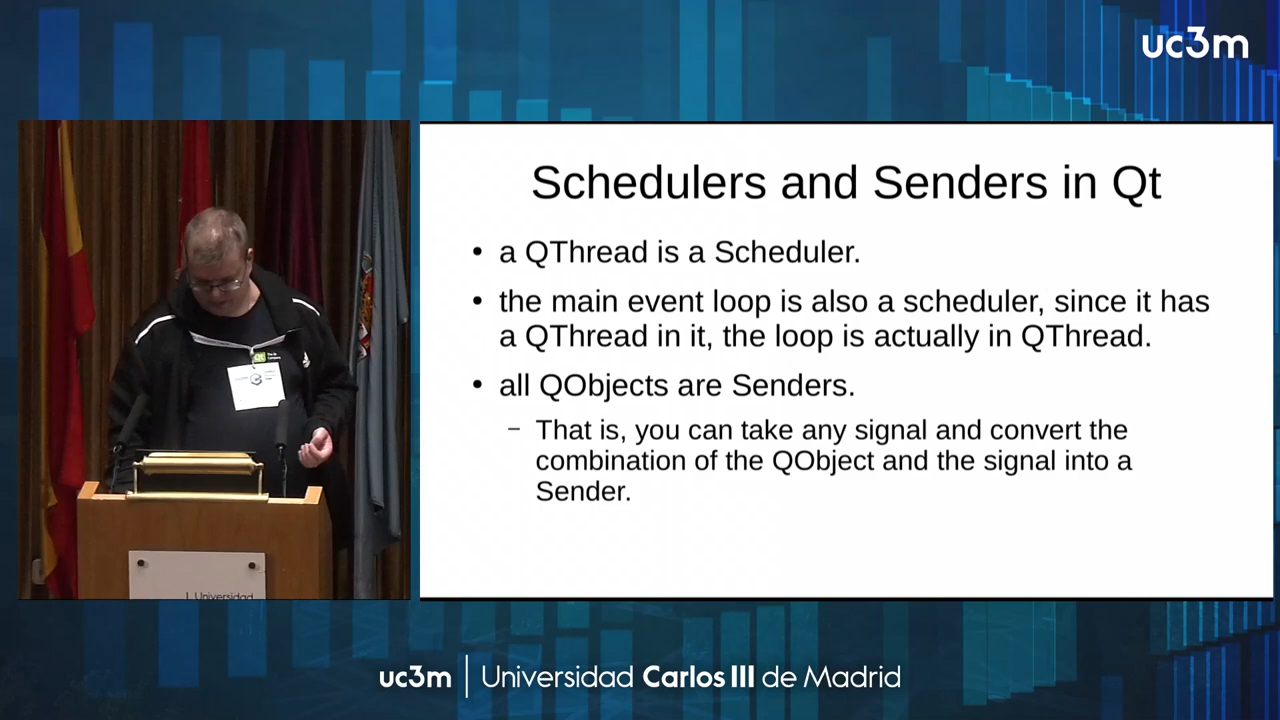 uc3m
Schedulers and Senders in Qt
• a QThread is a Scheduler.
• the main event loop is also a scheduler, since it has
a QThread in it, the loop is actually in QThread.
• all QObjects are Senders.
– That is, you can take any signal and convert the
combination of the QObject and the signal into a
Sender.
Qt
Universidad
uc3m | Universidad Carlos III de Madrid